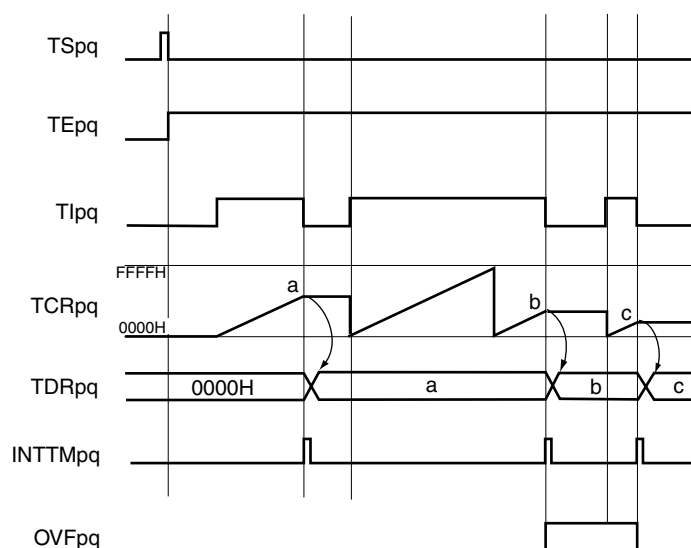 TSpq
TEpq
TIpq
FFFFH
TCRpq
0000H
a
b
c
TDRpq
0000H
a
b
c
INTTMpq
OVFpq